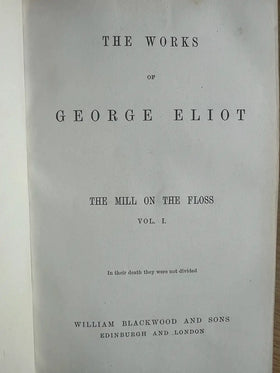 THE WORKS
OF
GEORGE ELIOT
THE MILL ON THE FLOSS
VOL. I.
In their death they were not divided
WILLIAM BLACKWOOD AND SONS
EDINBURGH AND LONDON